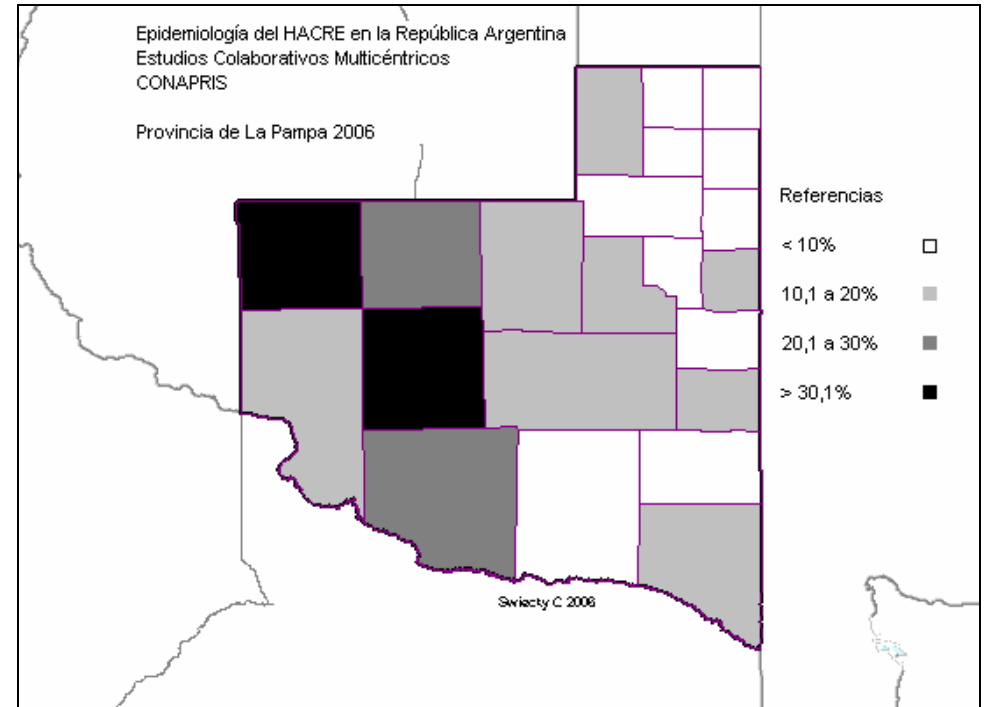 Epidemiología del HACRE en la República Argentina
Estudios Colaborativos Multicéntricos
CONAPRIS
Provincia de La Pampa 2006
Referencias
< 10%
10,1 a 20%
20,1 a 30%
> 30,1%
Swiecty C 2006